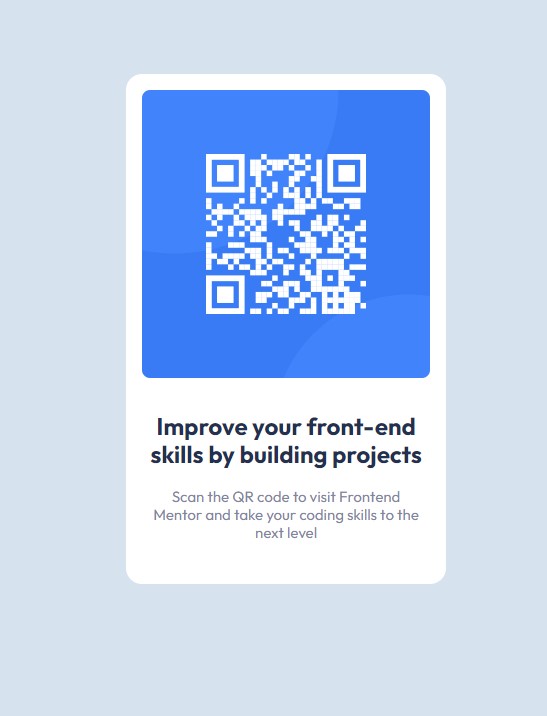 Improve your front-end
skills by building projects
Scan the QR code to visit Frontend
Mentor and take your coding skills to the
next level